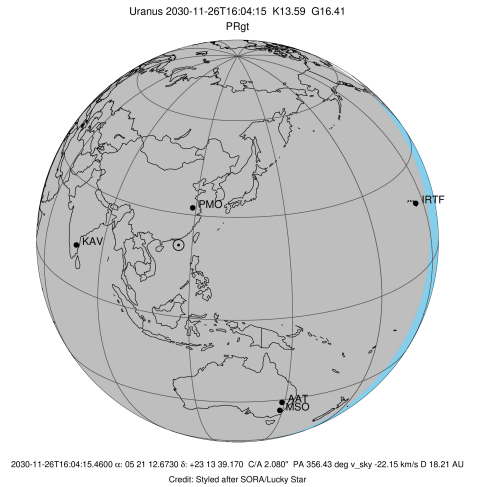 Uranus 2030-11-26T16:04:15 K13.59 G16.41
PRgt
PMO
IRTF
KAV
AAT
MSO
2030-11-26T16:04:15.4600 α: 05 21 12.6730 δ: +23 13 39.170 C/A 2.080" PA 356.43 deg v_sky -22.15 km/s D 18.21 AU
Credit: Styled after SORA/Lucky Star